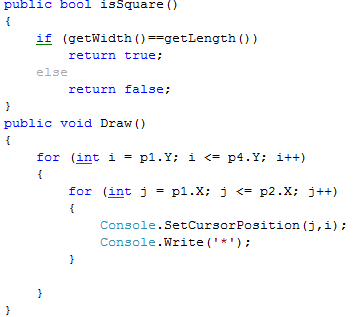 public bool isSquare()
{
    if (getWidth()==getLength())
        return true;
    else
        return false;
}
public void Draw()
{
    for (int i = p1.Y; i <= p4.Y; i++)
    {
        for (int j = p1.X; j <= p2.X; j++)
        {
            Console.SetCursorPosition(j,i);
            Console.Write('*');
        }
    }
}